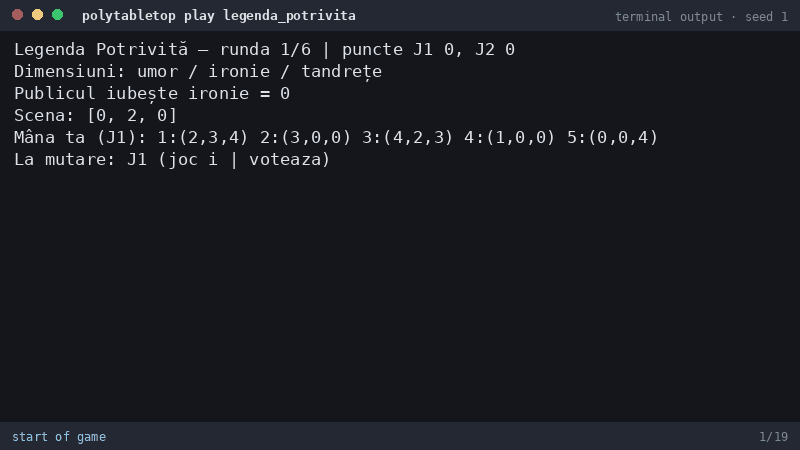 polytabletop play legenda_potrivita
terminal output · seed 1
Legenda Potrivită — runda 1/6 | puncte J1 0, J2 0
Dimensiuni: umor / ironie / tandrețe
Publicul iubește ironie = 0
Scena: [0, 2, 0]
Mâna ta (J1): 1:(2,3,4) 2:(3,0,0) 3:(4,2,3) 4:(1,0,0) 5:(0,0,4)
La mutare: J1 (joc i | voteaza)
start of game
1/19